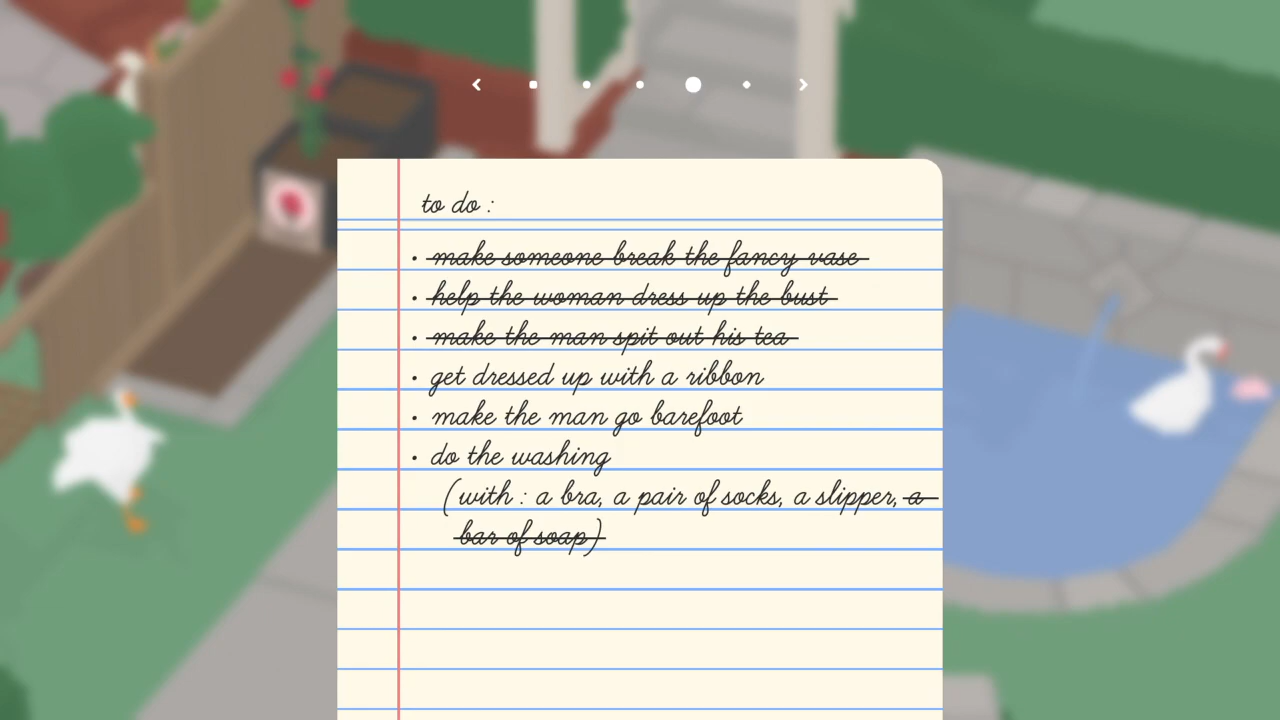 to do :
• make someone break the fancy vase
• help the woman dress up the bust
• make the man spit out his tea
• get dressed up with a ribbon
• make the man go barefoot
• do the washing
(with : a bra, a pair of socks, a slipper, a
bar of soap)